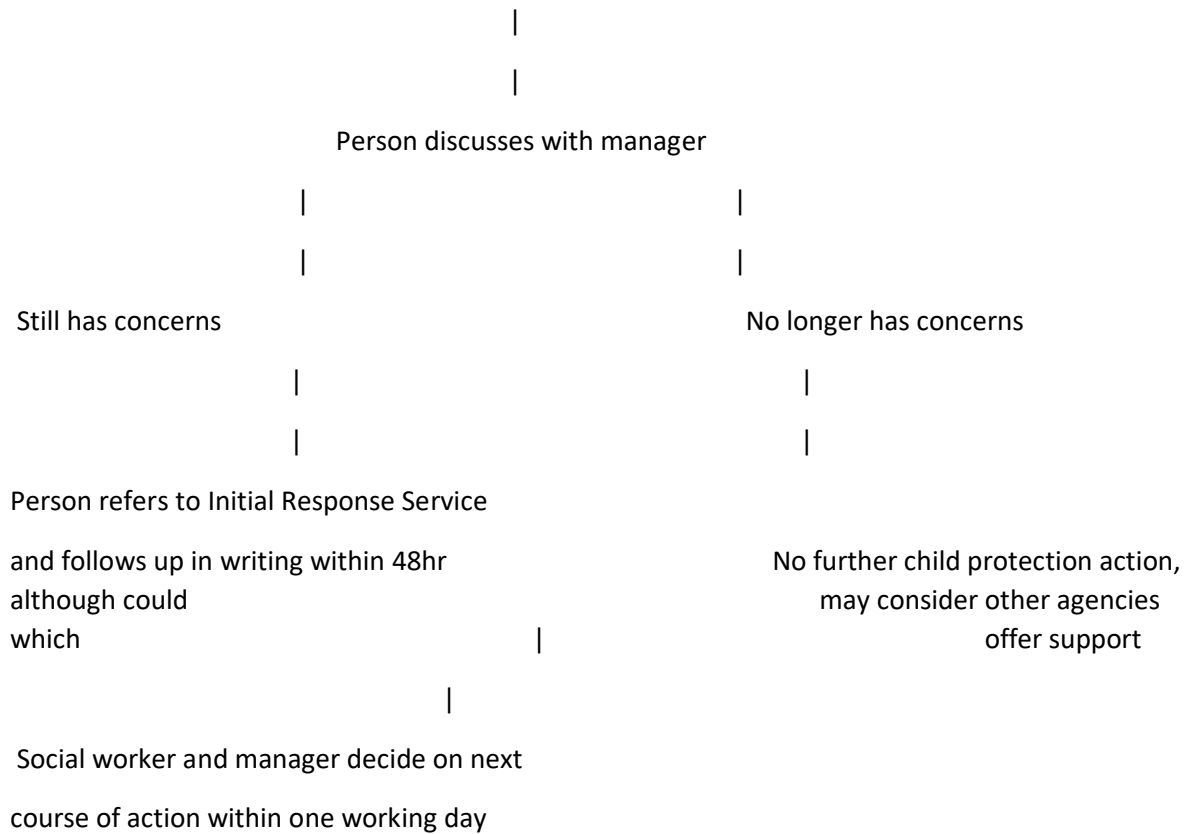 Person discusses with manager
Still has concerns No longer has concerns
Person refers to Initial Response Service
and follows up in writing within 48hr No further child protection action,
although could may consider other agencies
which offer support
Social worker and manager decide on next
course of action within one working day